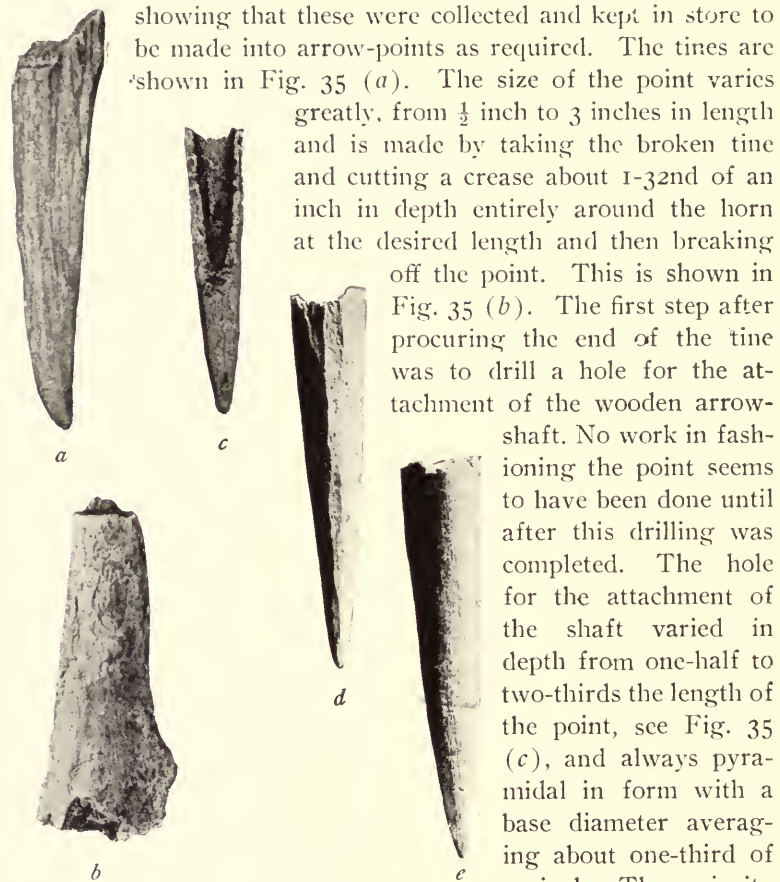 showing that these were collected and kept in store to
be made into arrow-points as required. The tines are
shown in Fig. 35 (a). The size of the point varies
greatly, from ½ inch to 3 inches in length
and is made by taking the broken tine
and cutting a crease about 1-32nd of an
inch in depth entirely around the horn
at the desired length and then breaking
off the point. This is shown in
Fig. 35 (b). The first step after
procuring the end of the tine
was to drill a hole for the at-
tachment of the wooden arrow-
shaft. No work in fash-
ioning the point seems
to have been done until
after this drilling was
completed. The hole
for the attachment of
the shaft varied in
depth from one-half to
two-thirds the length of
the point, see Fig. 35
(c), and always pyra-
midal in form with a
base diameter averag-
ing about one-third of
a
c
d
b
e